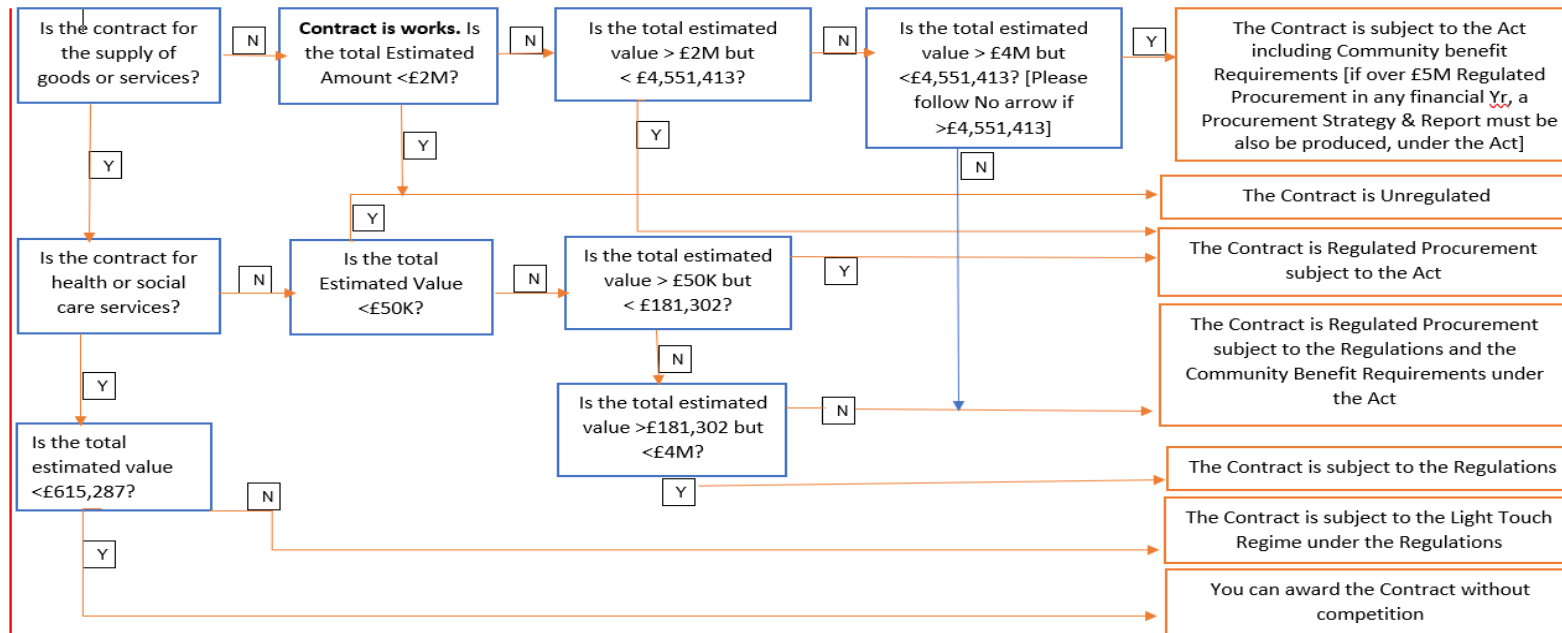 Is the contract for
the supply of
goods or services?
N
Contract is works. Is
the total Estimated
Amount <£2M?
N
Is the total estimated
value > £2M but
< £4,551,413?
N
Is the total estimated
value > £4M but
<£4,551,413? [Please
follow No arrow if
>£4,551,413]
Y
The Contract is subject to the Act
including Community benefit
Requirements [if over £5M Regulated
Procurement in any financial Yr, a
Procurement Strategy & Report must be
also be produced, under the Act]
Y
Y
Y
N
The Contract is Unregulated
Y
Is the contract for
health or social
care services?
N
Is the total
Estimated Value
<£50K?
N
Is the total estimated
value > £50K but
< £181,302?
Y
The Contract is Regulated Procurement
subject to the Act
N
The Contract is Regulated Procurement
subject to the Regulations and the
Community Benefit Requirements under
the Act
Y
Is the total estimated
value >£181,302 but
<£4M?
N
Is the total
estimated value
<£615,287?
N
Y
The Contract is subject to the Regulations
The Contract is subject to the Light Touch
Regime under the Regulations
Y
You can award the Contract without
competition